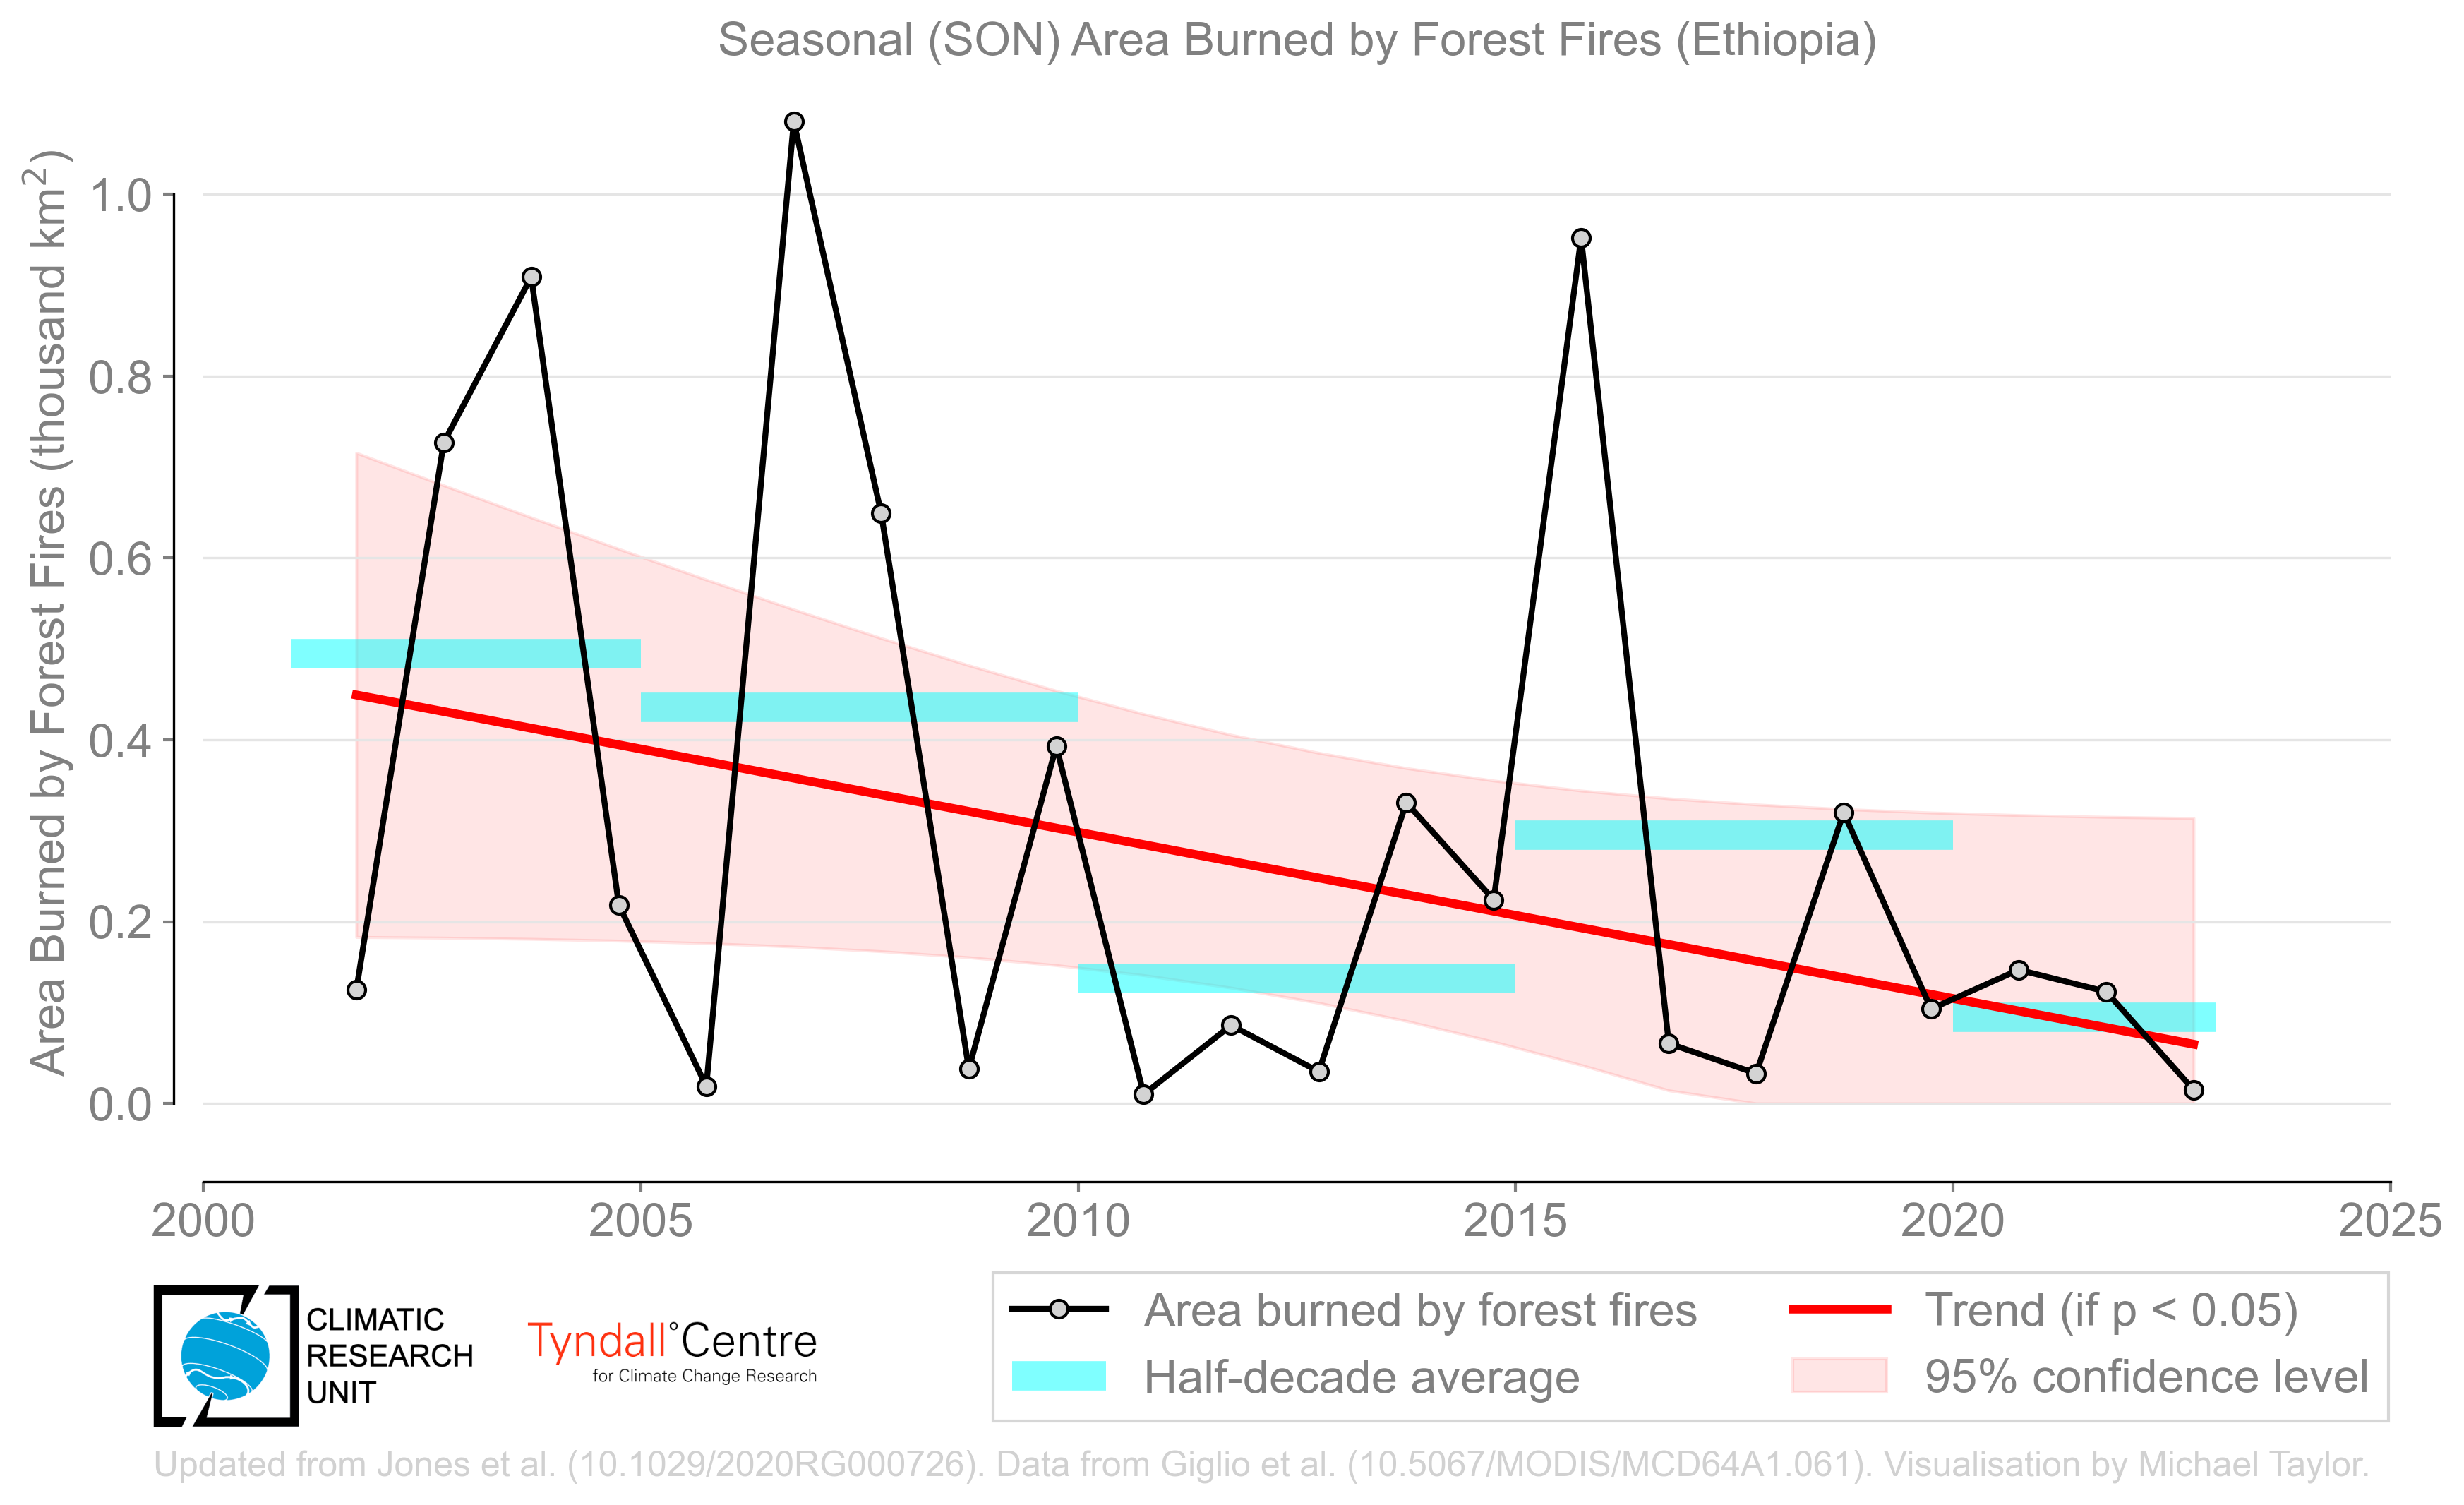 Seasonal (SON) Area Burned by Forest Fires (Ethiopia)
Area Burned by Forest Fires (thousand km²)
1.0
0.8
0.6
0.4
0.2
0.0
2000 2005 2010 2015 2020 2025
CLIMATIC
RESEARCH
UNIT
Tyndall°Centre
for Climate Change Research
Area burned by forest fires
Half-decade average
Trend (if p < 0.05)
95% confidence level
Updated from Jones et al. (10.1029/2020RG000726). Data from Giglio et al. (10.5067/MODIS/MCD64A1.061). Visualisation by Michael Taylor.